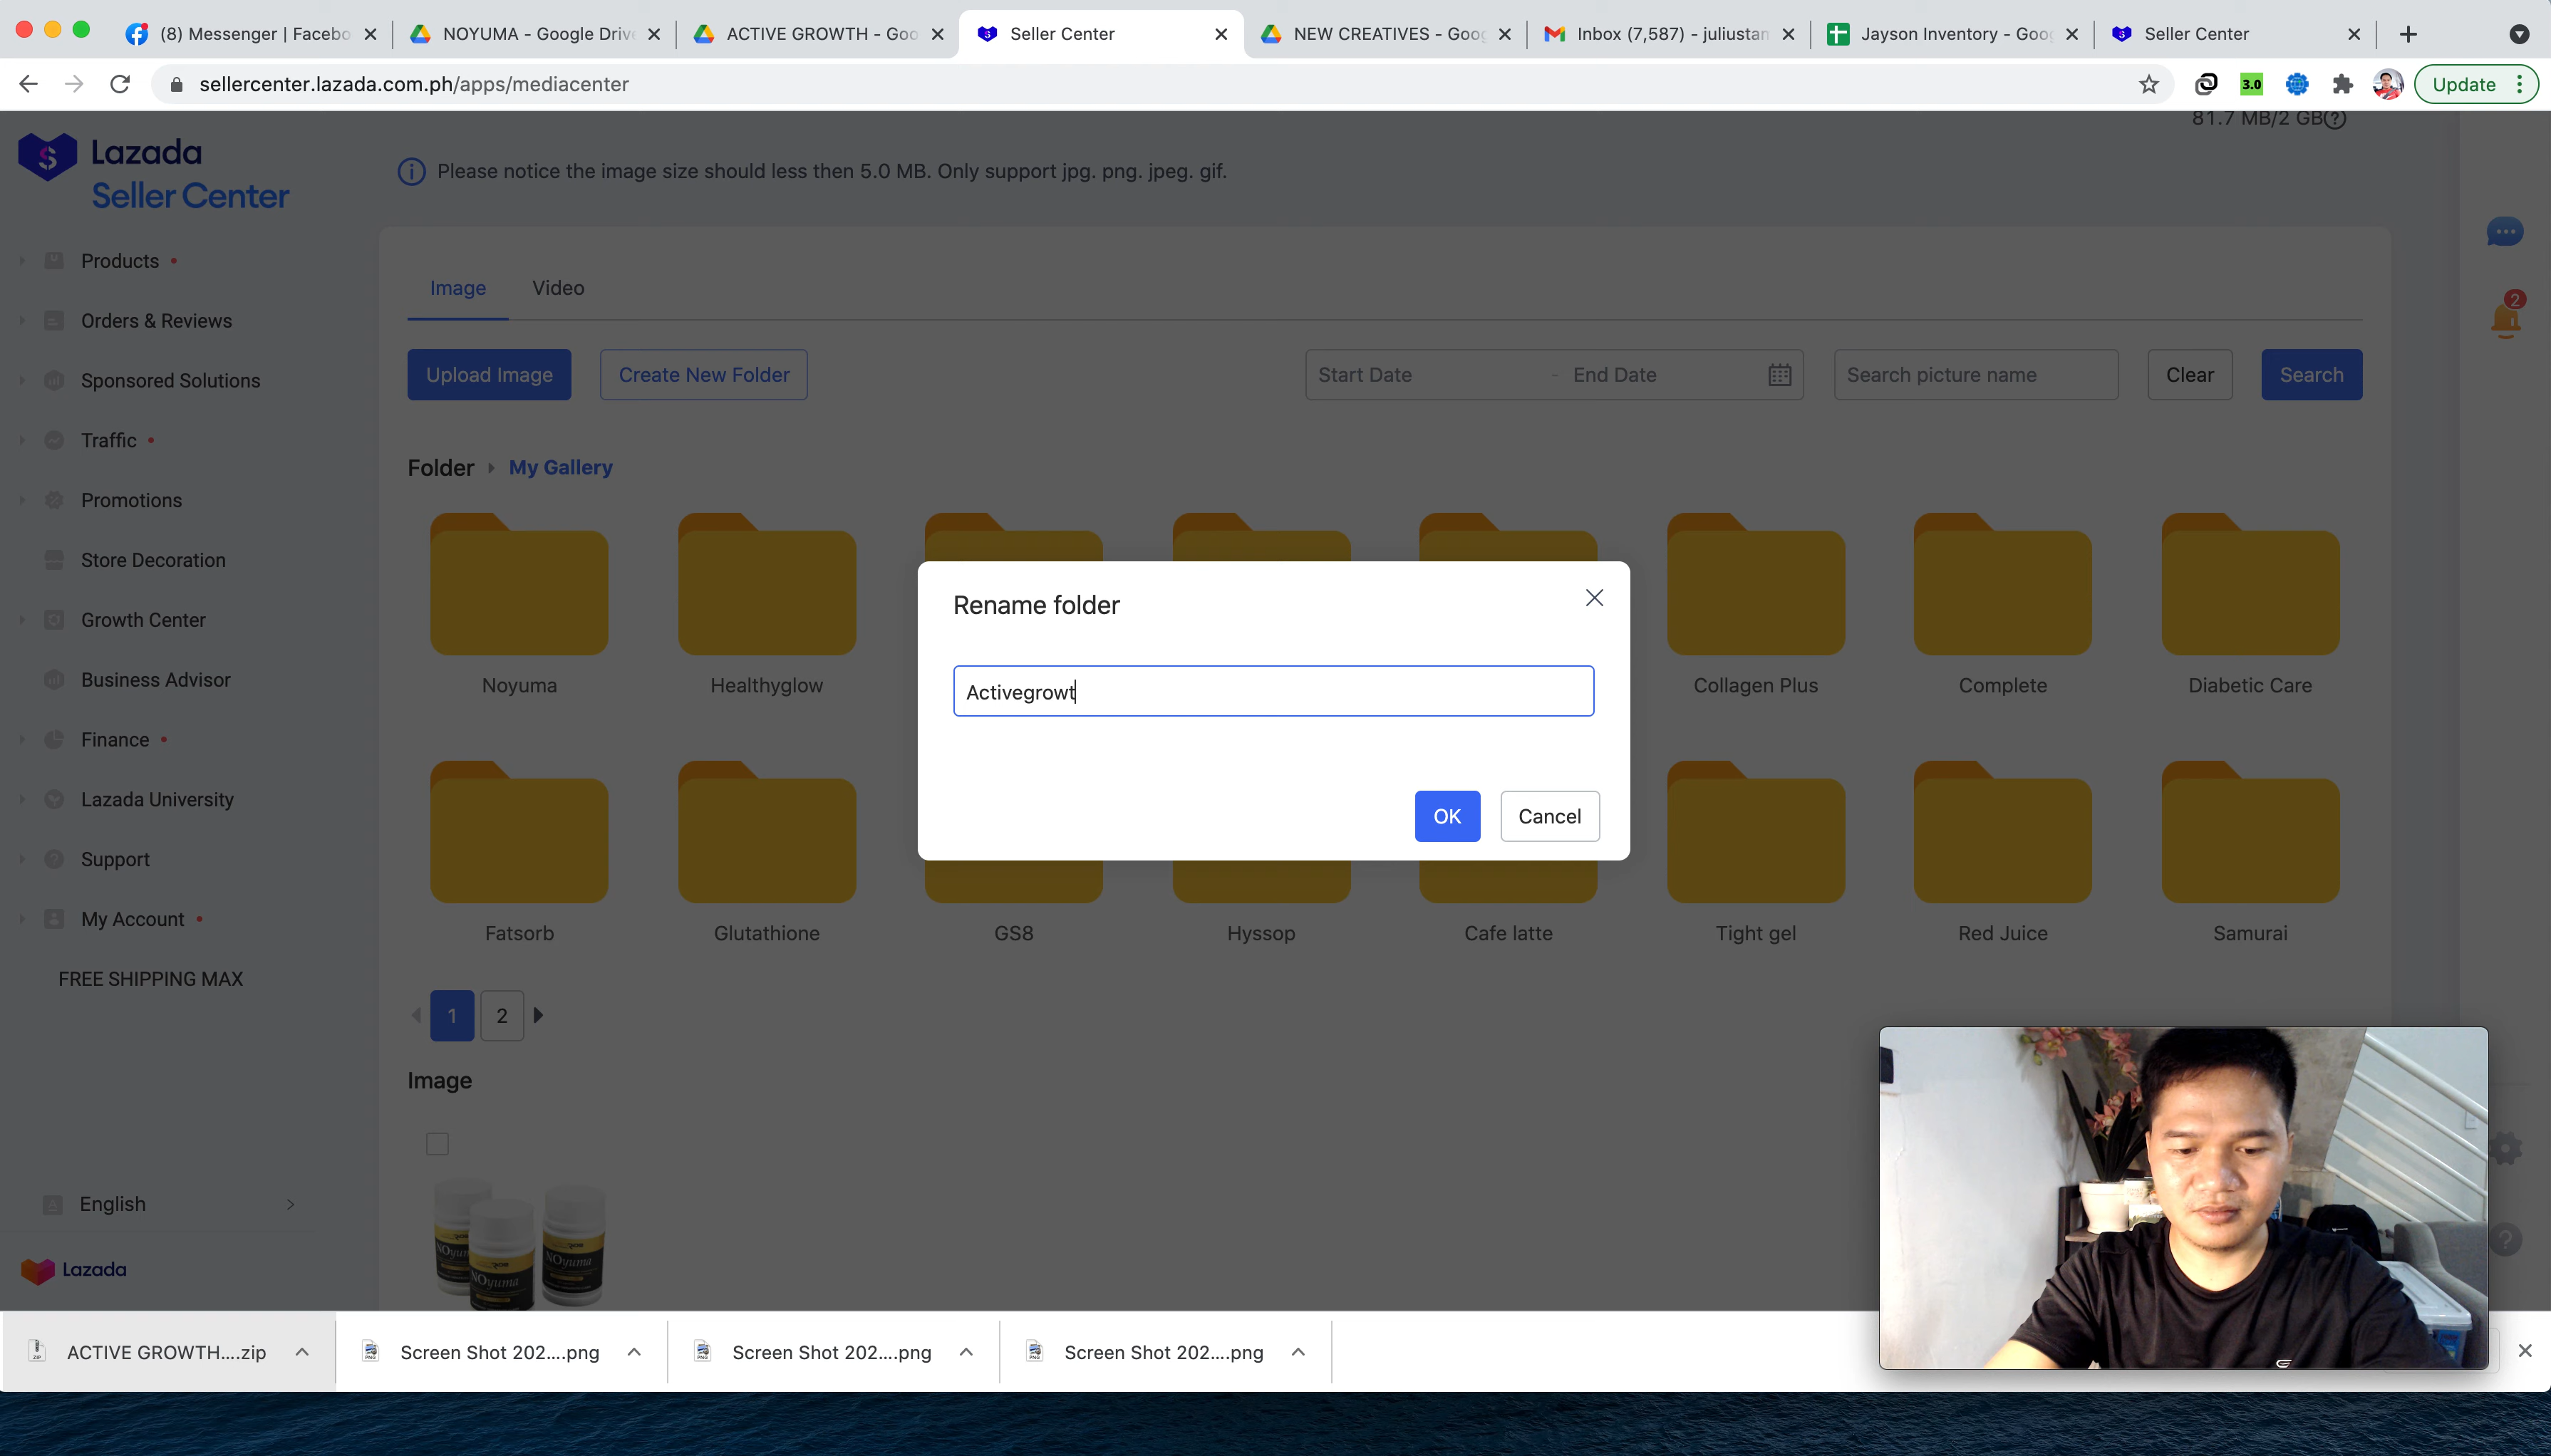 (8) Messenger | Facebo
NOYUMA - Google Drive
ACTIVE GROWTH - Goo
Seller Center
NEW CREATIVES - Goog
Inbox (7,587) - juliustan
Jayson Inventory - Goog
Seller Center
sellercenter.lazada.com.ph/apps/mediacenter
3.0
Update
81.7 MB/2 GB
Lazada
Seller Center
Please notice the image size should less then 5.0 MB. Only support jpg. png. jpeg. gif.
Products
Orders & Reviews
Sponsored Solutions
Traffic
Promotions
Store Decoration
Growth Center
Business Advisor
Finance
Lazada University
Support
My Account
FREE SHIPPING MAX
English
Lazada
2
Image
Video
Upload Image
Create New Folder
Start Date
-
End Date
Search picture name
Clear
Search
Folder
My Gallery
Noyuma
Healthyglow
Collagen Plus
Complete
Diabetic Care
Rename folder
Activegrowt
OK
Cancel
Fatsorb
Glutathione
GS8
Hyssop
Cafe latte
Tight gel
Red Juice
Samurai
1
2
Image
NOyuma
NOyuma
ACTIVE GROWTH....zip
Screen Shot 202....png
Screen Shot 202....png
Screen Shot 202....png